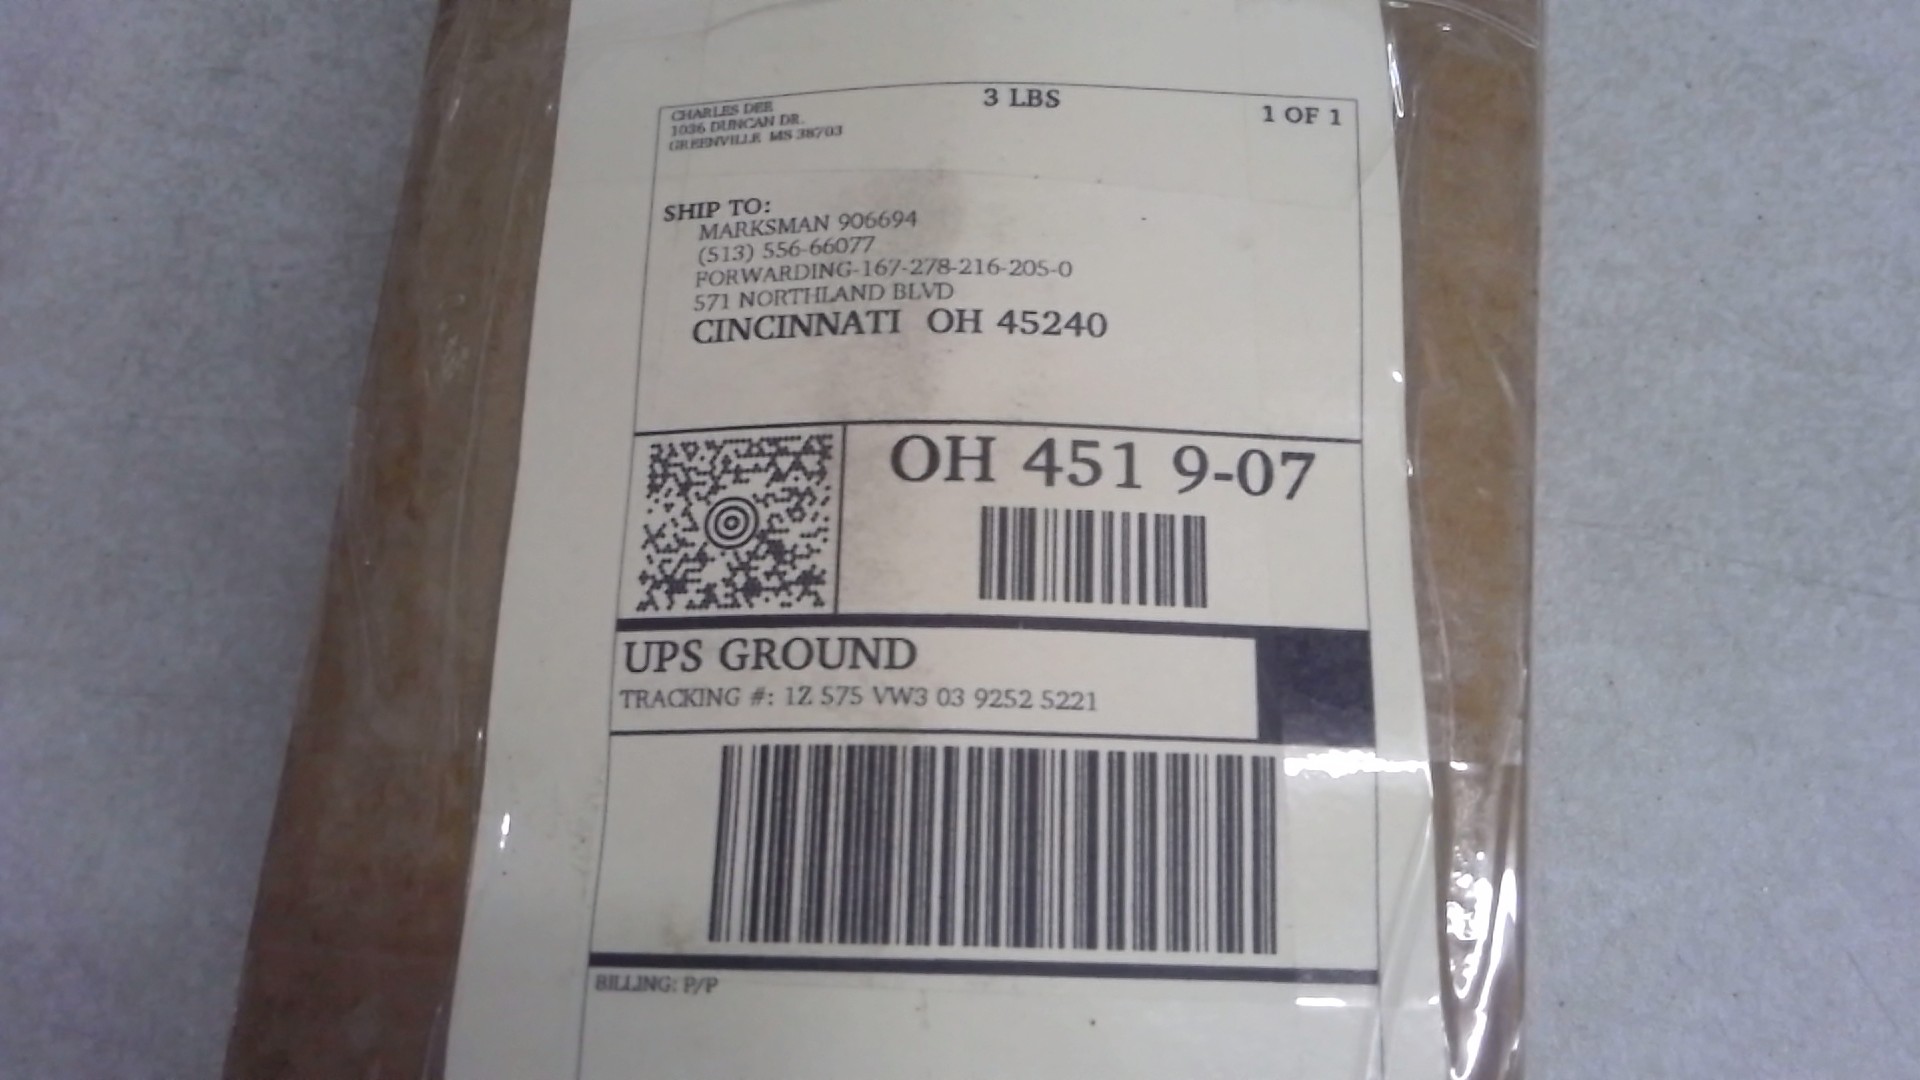 CHARLES DEE
1036 DUNCAN DR.
GREENVILLE MS 38703
3 LBS
1 OF 1
SHIP TO:
MARKSMAN 906694
(513) 556-66077
FORWARDING-167-278-216-205-0
571 NORTHLAND BLVD
CINCINNATI OH 45240
OH 451 9-07
UPS GROUND
TRACKING #: 1Z 575 VW3 03 9252 5221
BILLING: P/P